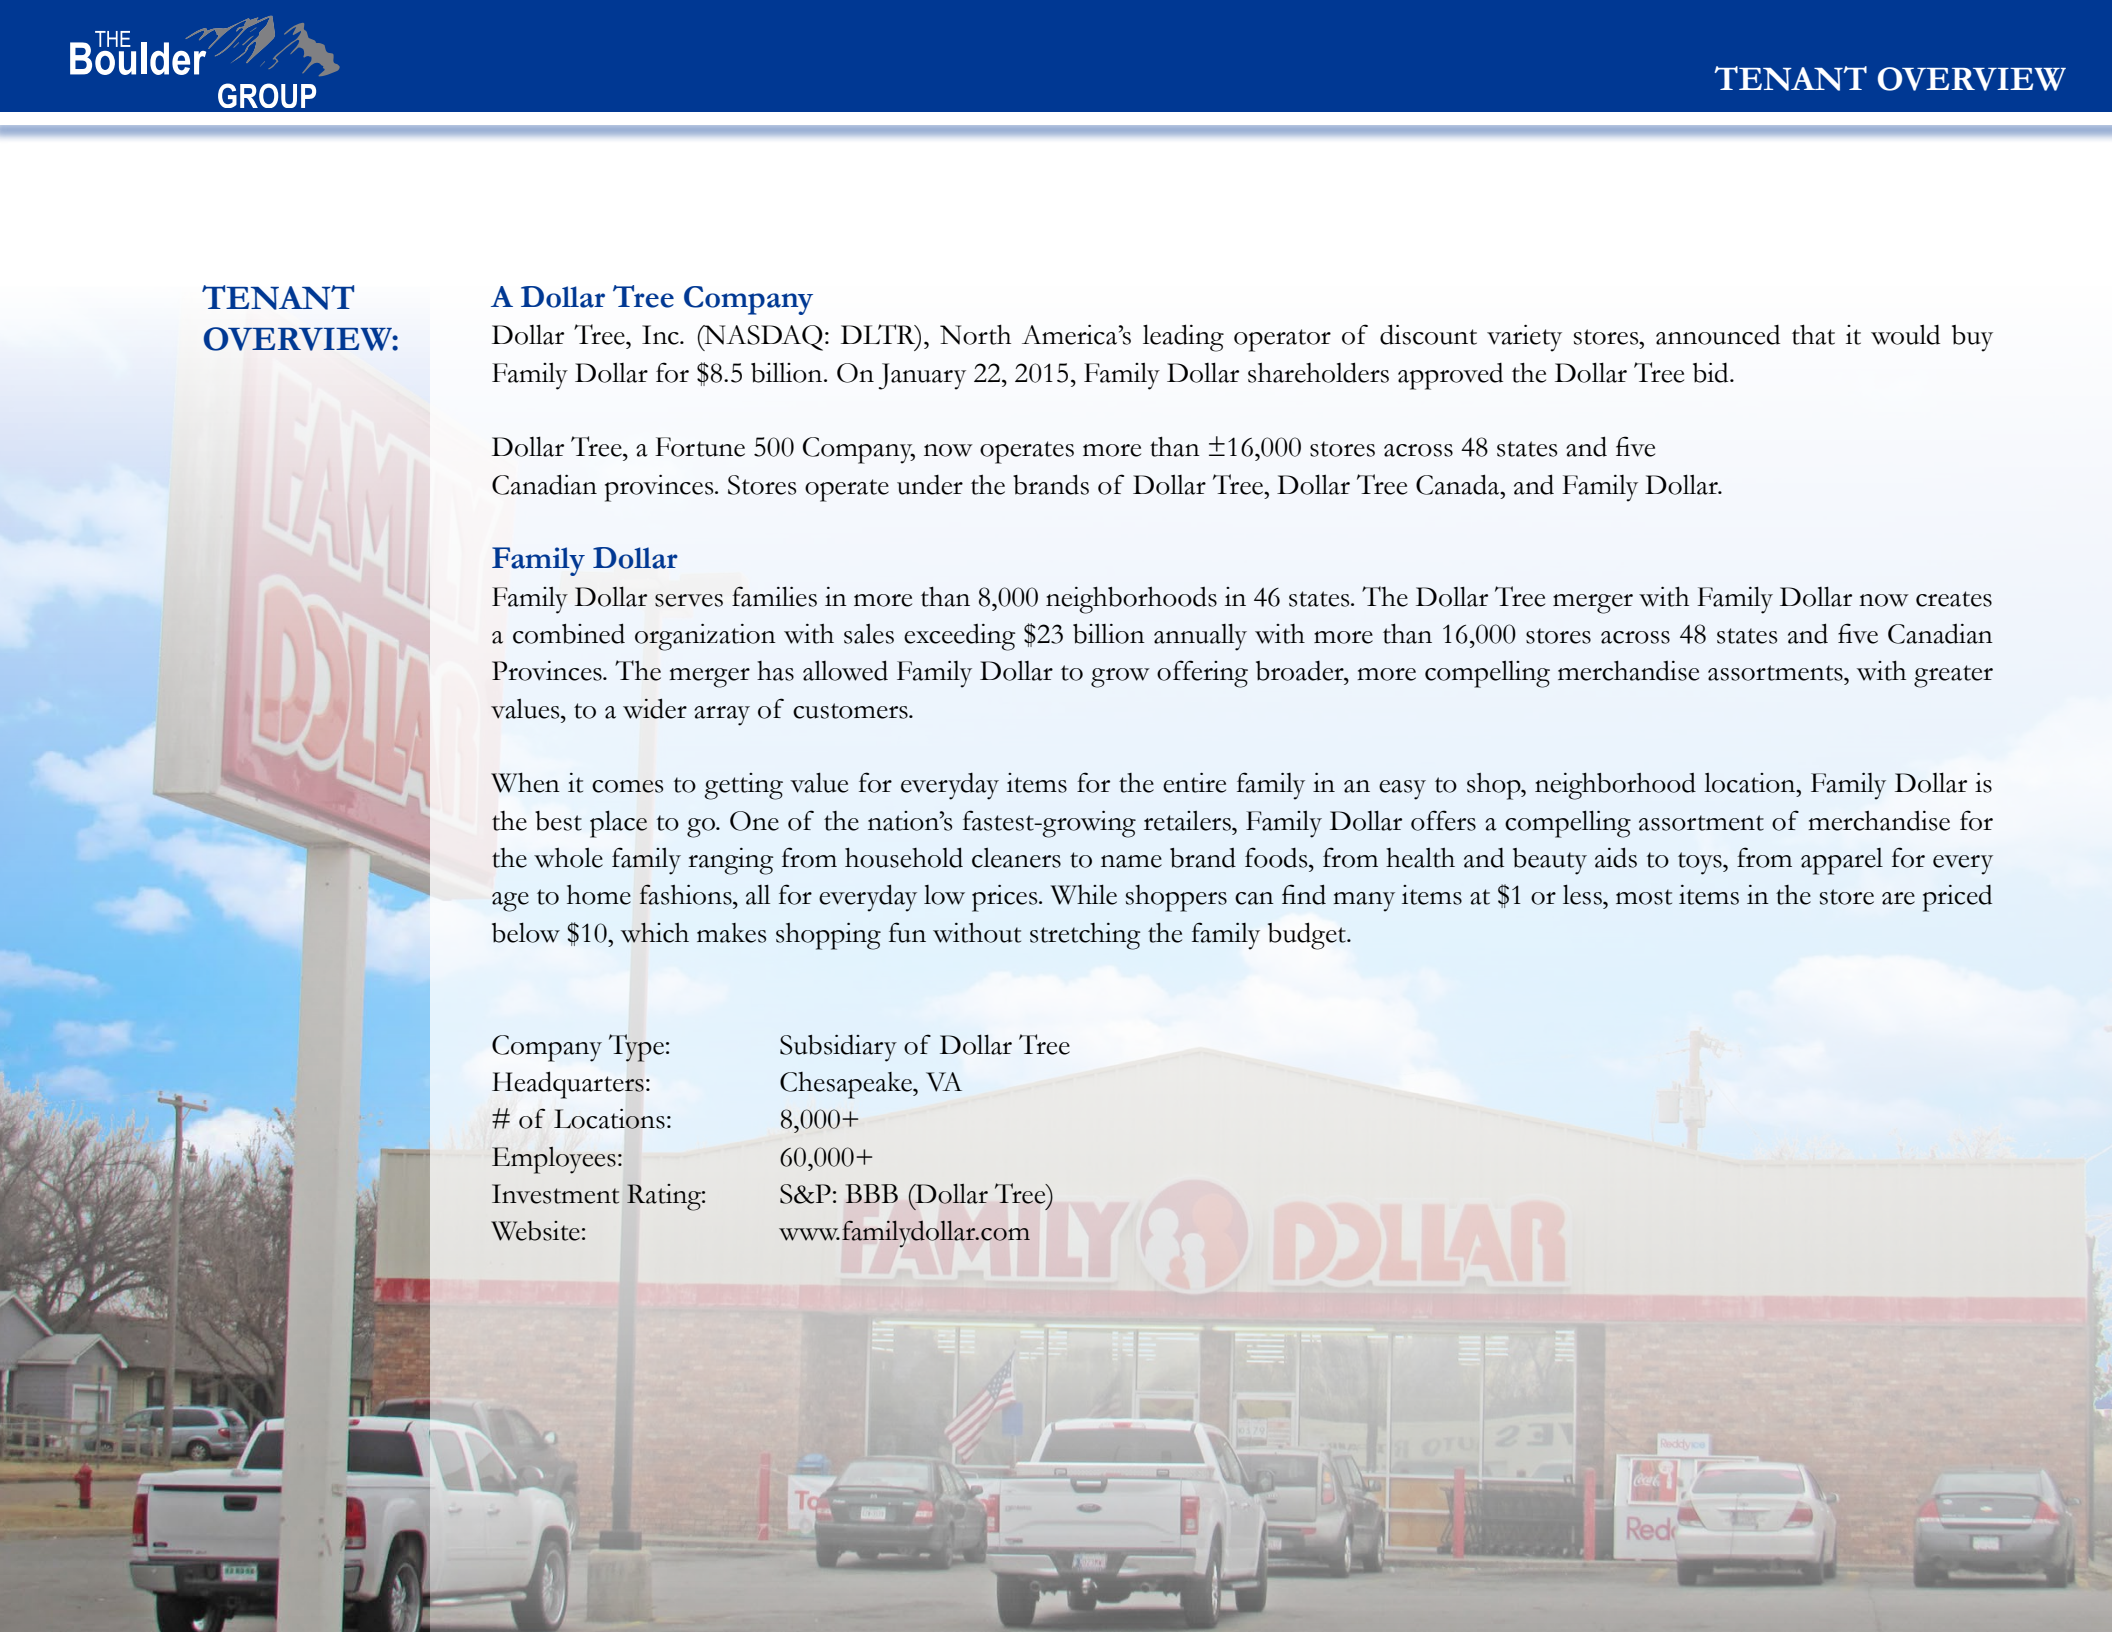 THE
Boulder
GROUP
TENANT OVERVIEW
TENANT
OVERVIEW:
A Dollar Tree Company
Dollar Tree, Inc. (NASDAQ: DLTR), North America’s leading operator of discount variety stores, announced that it would buy
Family Dollar for $8.5 billion. On January 22, 2015, Family Dollar shareholders approved the Dollar Tree bid.
Dollar Tree, a Fortune 500 Company, now operates more than ±16,000 stores across 48 states and five
Canadian provinces. Stores operate under the brands of Dollar Tree, Dollar Tree Canada, and Family Dollar.
Family Dollar
Family Dollar serves families in more than 8,000 neighborhoods in 46 states. The Dollar Tree merger with Family Dollar now creates
a combined organization with sales exceeding $23 billion annually with more than 16,000 stores across 48 states and five Canadian
Provinces. The merger has allowed Family Dollar to grow offering broader, more compelling merchandise assortments, with greater
values, to a wider array of customers.
When it comes to getting value for everyday items for the entire family in an easy to shop, neighborhood location, Family Dollar is
the best place to go. One of the nation’s fastest-growing retailers, Family Dollar offers a compelling assortment of merchandise for
the whole family ranging from household cleaners to name brand foods, from health and beauty aids to toys, from apparel for every
age to home fashions, all for everyday low prices. While shoppers can find many items at $1 or less, most items in the store are priced
below $10, which makes shopping fun without stretching the family budget.
Company Type: Subsidiary of Dollar Tree
Headquarters: Chesapeake, VA
# of Locations: 8,000+
Employees: 60,000+
Investment Rating: S&P: BBB (Dollar Tree)
Website: www.familydollar.com
FAMILY
DOLLAR
FAMILY DOLLAR
Reddy ice
Coca-Cola